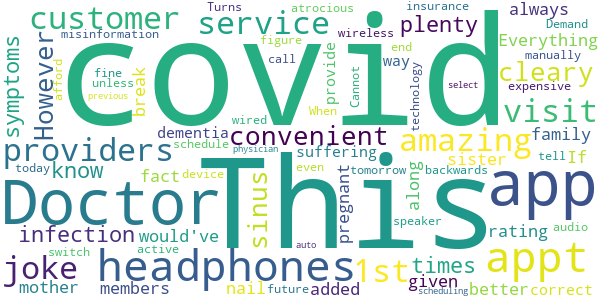 Turns atrocious insurance always
customer service plenty
misinformation figure wireless Demand
covid
Everything
symptoms However afford fine unless previous break call provide end way technology manually
When Cannot select expensive cleary
wired dementia convenient amazing visit
providers schedule physician suffering family
today know sinus sister tell If
Doctor This app
fact device even tomorrow along backwards
pregnant
infection would've speaker rating appt
switch active auto audio
joke headphones 1st times
mother members nail future added given scheduling better correct